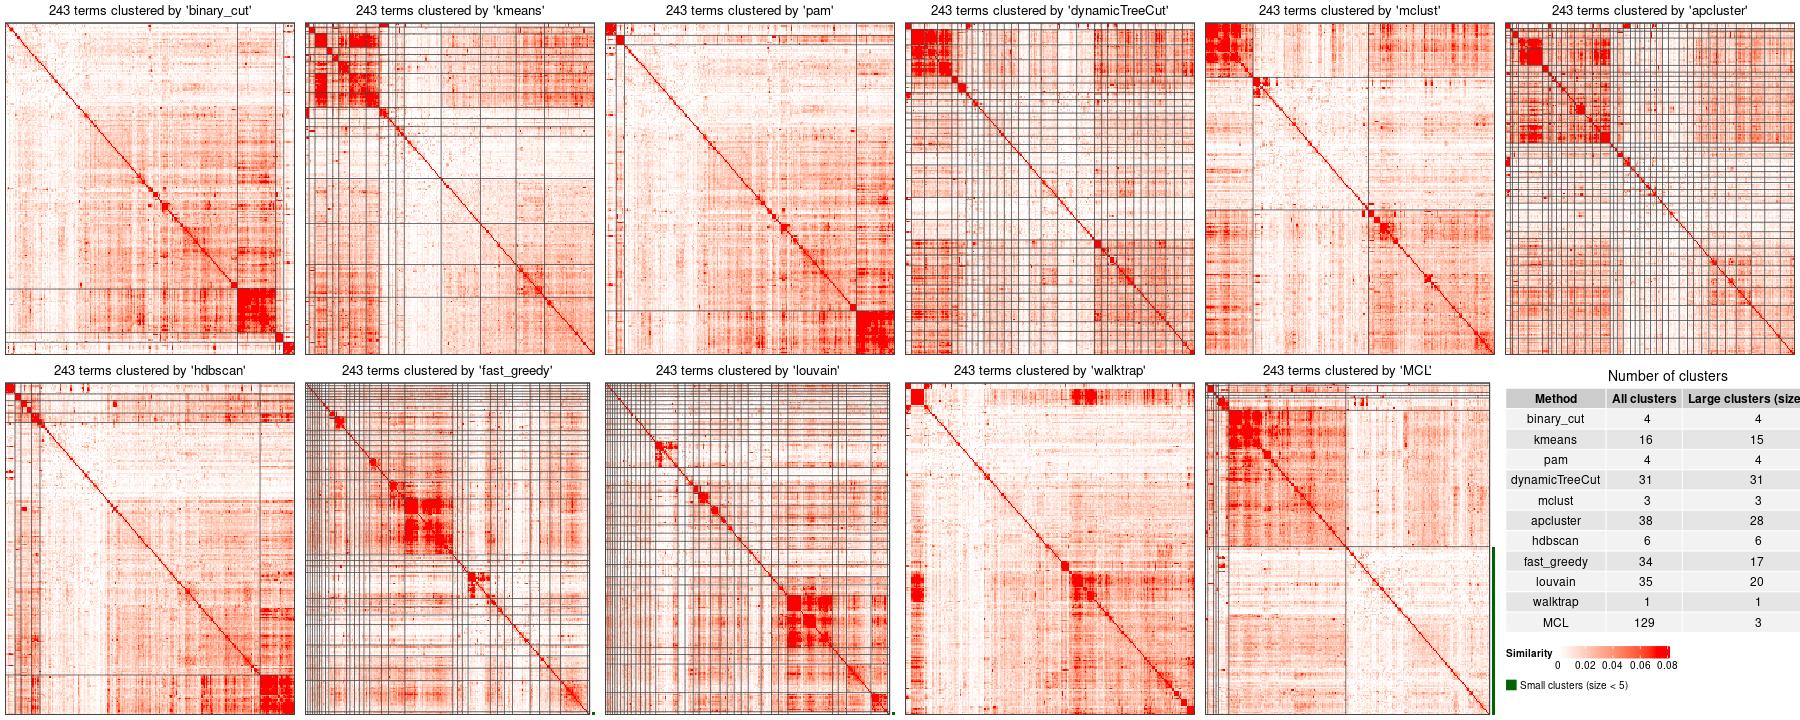 243 terms clustered by 'binary_cut'
243 terms clustered by 'kmeans'
243 terms clustered by 'pam'
243 terms clustered by 'dynamicTreeCut'
243 terms clustered by 'mclust'
243 terms clustered by 'apcluster'
243 terms clustered by 'hdbscan'
243 terms clustered by 'fast_greedy'
243 terms clustered by 'louvain'
243 terms clustered by 'walktrap'
243 terms clustered by 'MCL'
Number of clusters
Method All clusters Large clusters (size
binary_cut 4 4
kmeans 16 15
pam 4 4
dynamicTreeCut 31 31
mclust 3 3
apcluster 38 28
hdbscan 6 6
fast_greedy 34 17
louvain 35 20
walktrap 1 1
MCL 129 3
Similarity
0 0.02 0.04 0.06 0.08
Small clusters (size < 5)